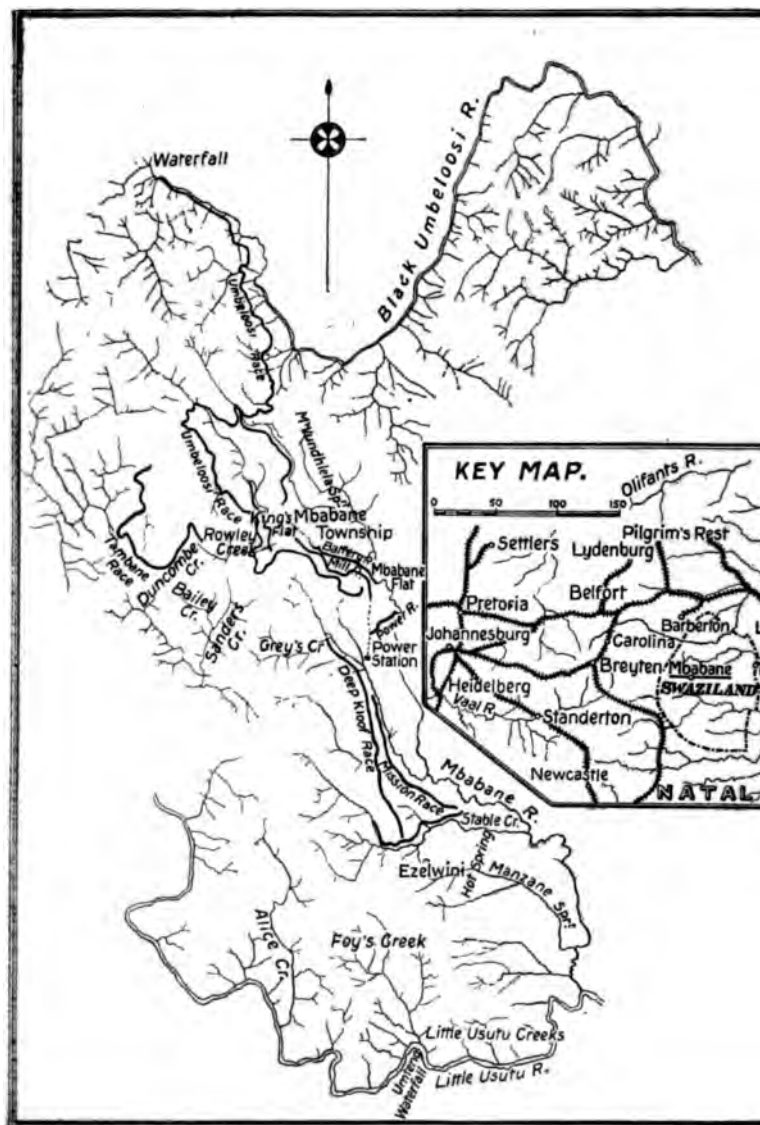 Waterfall
Black Umbeloosi R.
Umbeloosi Race
Umbeloosi Race
King's
Flat
Mbabane
Township
Rowley
Creek
Battery R.
Mill R.
Mbabane
Flat
Tambane
Race
Duncombe
Cr.
Bailey
Cr.
Sanders
Cr.
Power R.
Power
Station
Grey's Cr.
Deep Kloof Race
Mission Race
Mbabane R.
Stable Cr.
Ezelwini
Hot Spring
Manzane Spr.
Alice Cr.
Foy's Creek
Little Usutu Creeks
Little Usutu R.
Waterfall
KEY MAP.
0 50 100 150
Olifants R.
Settlers
Pilgrim's Rest
Lydenburg
Pretoria
Belfort
Barberton
Johannesburg
Carolina
L
Breyten
Mbabane
SWAZILAND
Heidelberg
Vaal R.
Standerton
Newcastle
NATAL